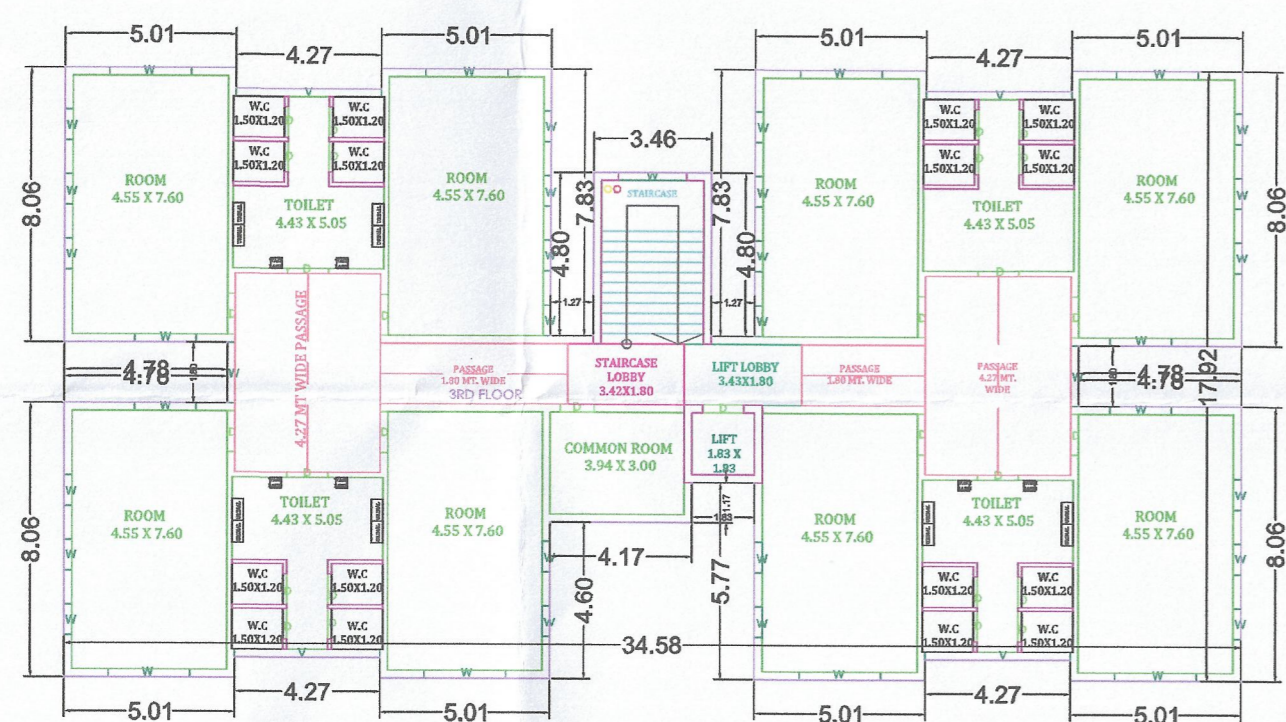 5.01
4.27
5.01
5.01
4.27
5.01
W
W
W
W
V
V
W.C
1.50X1.20
W.C
1.50X1.20
W.C
1.50X1.20
W.C
1.50X1.20
3.46
W.C
1.50X1.20
W.C
1.50X1.20
W.C
1.50X1.20
W.C
1.50X1.20
8.06
ROOM
4.55 X 7.60
TOILET
4.43 X 5.05
ROOM
4.55 X 7.60
7.83
4.80
1.27
STAIRCASE
7.83
4.80
1.27
ROOM
4.55 X 7.60
TOILET
4.43 X 5.05
ROOM
4.55 X 7.60
8.06
4.78
4.78
4.27 MT WIDE PASSAGE
PASSAGE
1.80 MT. WIDE
3RD FLOOR
STAIRCASE
LOBBY
3.42X1.80
LIFT LOBBY
3.43X1.80
PASSAGE
1.80 MT. WIDE
PASSAGE
4.27 MT.
WIDE
4.78
4.78
17.92
8.06
ROOM
4.55 X 7.60
TOILET
4.43 X 5.05
ROOM
4.55 X 7.60
COMMON ROOM
3.94 X 3.00
LIFT
1.83 X
1.83
1.17
4.17
4.60
5.77
ROOM
4.55 X 7.60
TOILET
4.43 X 5.05
ROOM
4.55 X 7.60
8.06
W.C
1.50X1.20
W.C
1.50X1.20
W.C
1.50X1.20
W.C
1.50X1.20
W.C
1.50X1.20
W.C
1.50X1.20
W.C
1.50X1.20
W.C
1.50X1.20
34.58
W
V
W
W
V
W
4.27
4.27
5.01
5.01
5.01
5.01